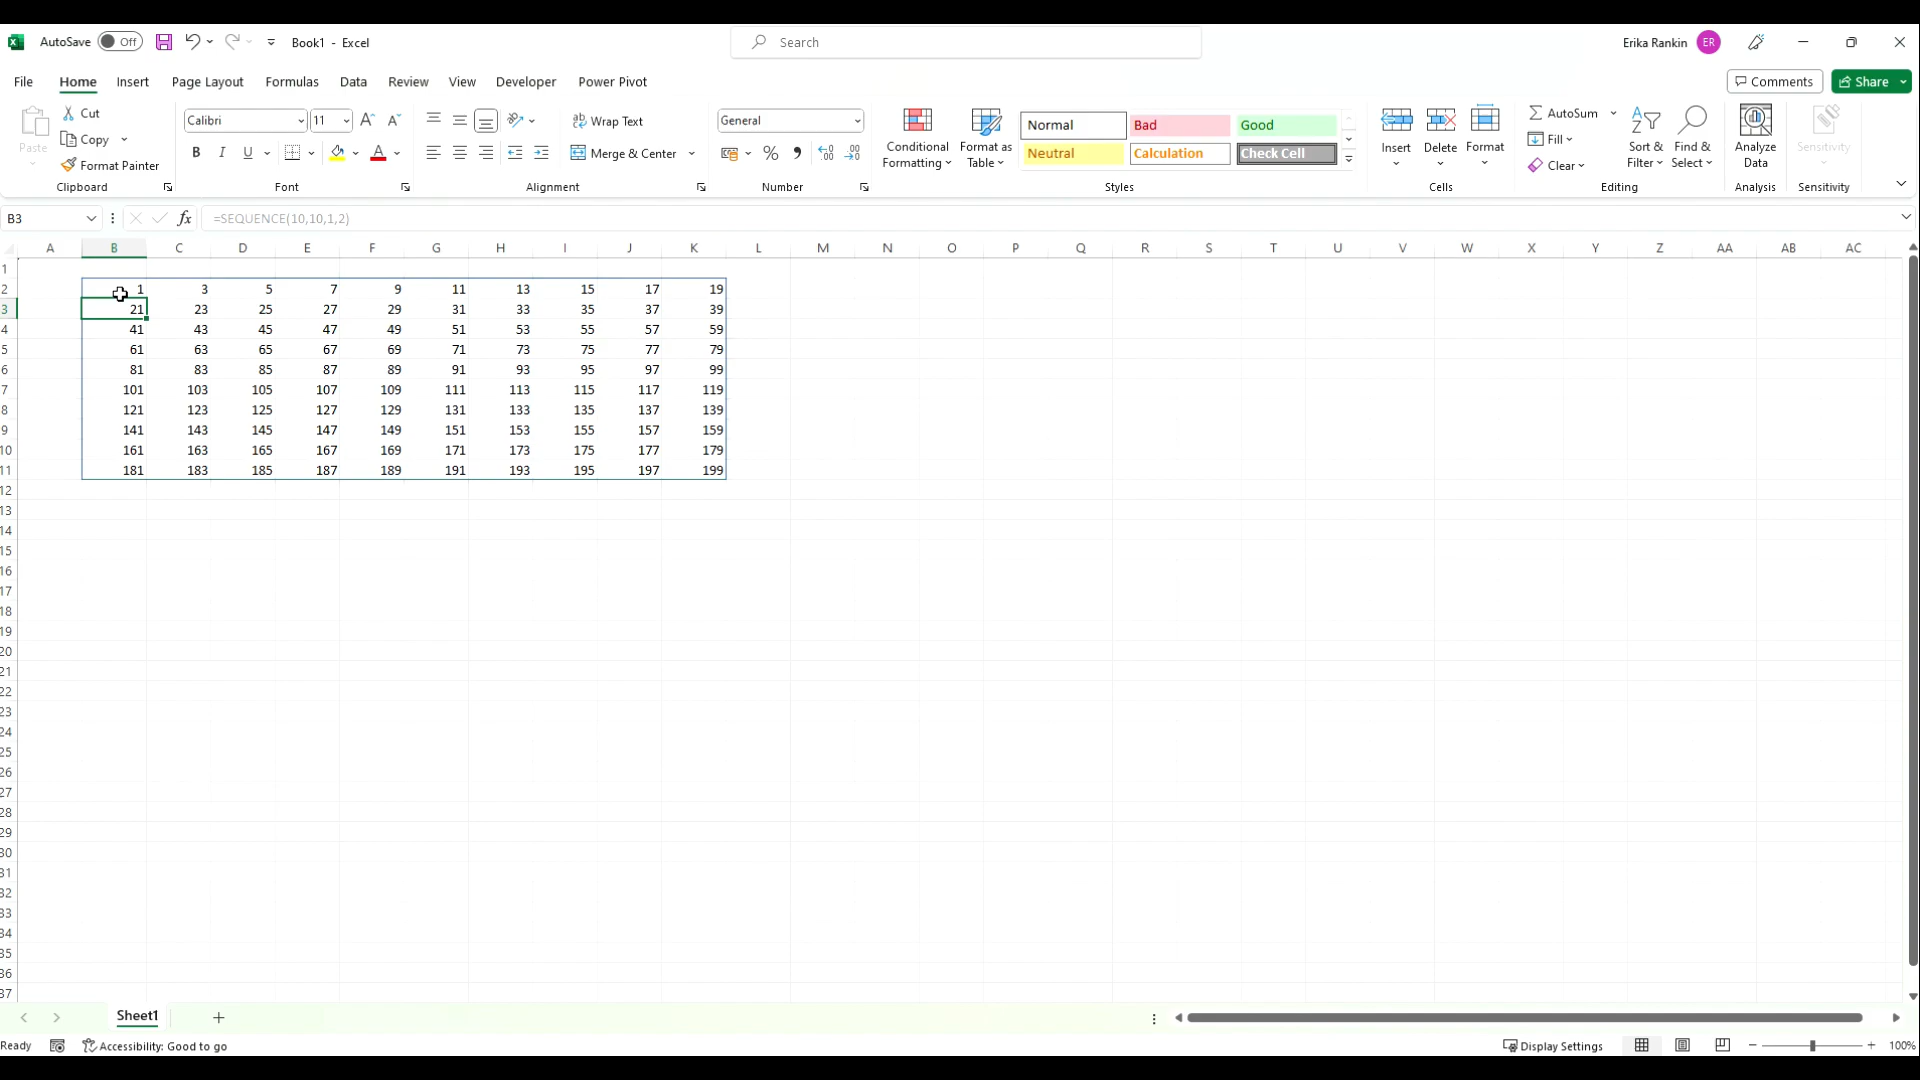 AutoSave Off Book1 - Excel Search Erika Rankin ER
File Home Insert Page Layout Formulas Data Review View Developer Power Pivot Comments Share
Paste Cut Copy Format Painter Clipboard
Calibri 11 A A B I U A Font
ab Wrap Text Merge & Center Alignment
General % Number
Conditional Formatting Format as Table Normal Bad Good Neutral Calculation Check Cell Styles
Insert Delete Format Cells
AutoSum Fill Clear Sort & Filter Find & Select Editing
Analyze Data Analysis Sensitivity Sensitivity
B3 fx =SEQUENCE(10,10,1,2)
A B C D E F G H I J K L M N O P Q R S T U V W X Y Z AA AB AC
1
2 1 3 5 7 9 11 13 15 17 19
3 21 23 25 27 29 31 33 35 37 39
4 41 43 45 47 49 51 53 55 57 59
5 61 63 65 67 69 71 73 75 77 79
6 81 83 85 87 89 91 93 95 97 99
7 101 103 105 107 109 111 113 115 117 119
8 121 123 125 127 129 131 133 135 137 139
9 141 143 145 147 149 151 153 155 157 159
10 161 163 165 167 169 171 173 175 177 179
11 181 183 185 187 189 191 193 195 197 199
12
13
14
15
16
17
18
19
20
21
22
23
24
25
26
27
28
29
30
31
32
33
34
35
36
37
Sheet1
Ready Accessibility: Good to go Display Settings 100%